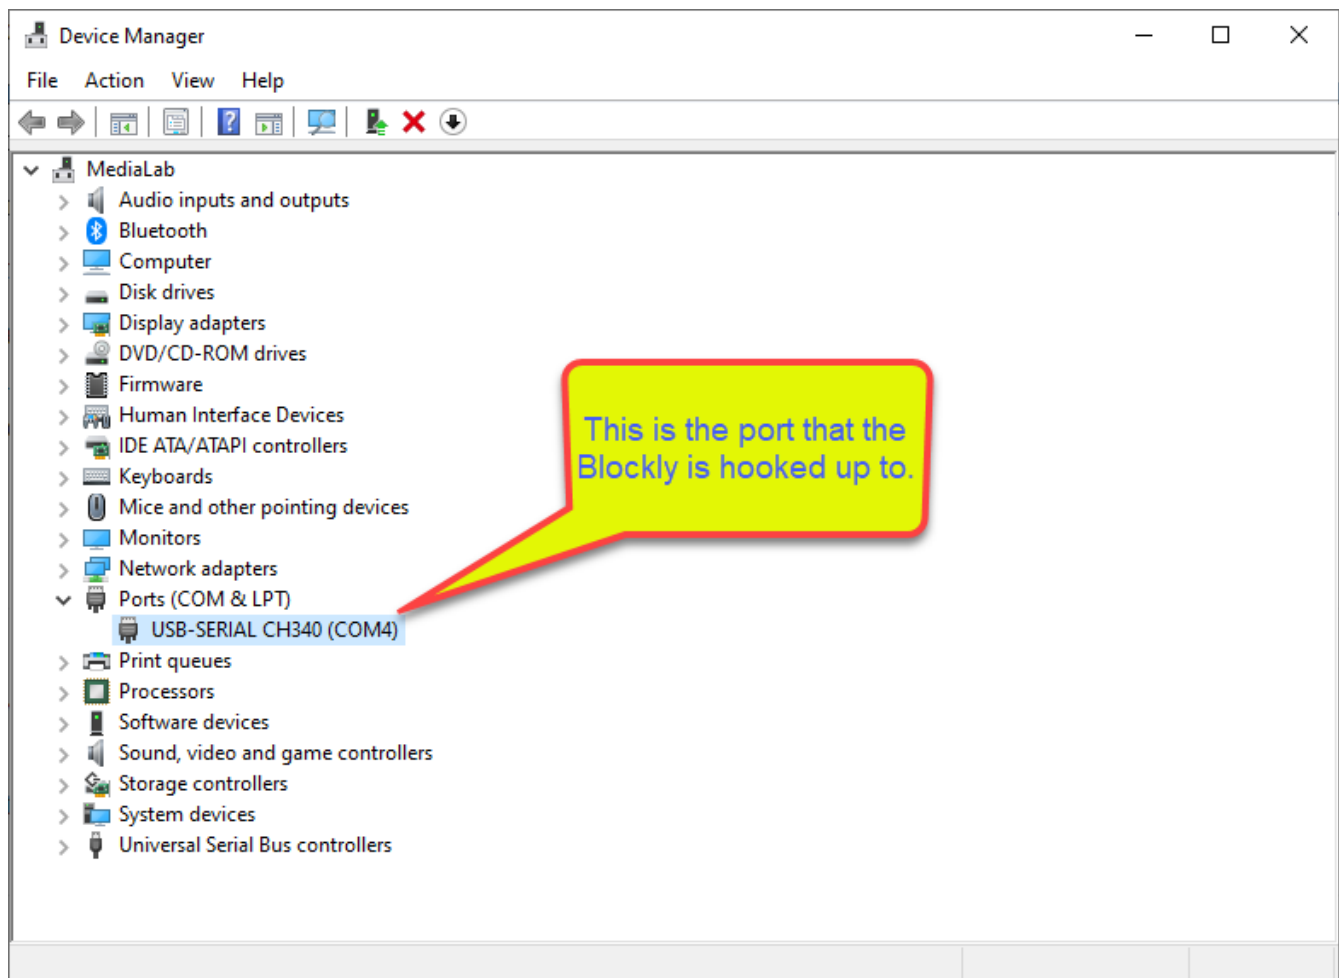 Device Manager
File Action View Help
MediaLab
Audio inputs and outputs
Bluetooth
Computer
Disk drives
Display adapters
DVD/CD-ROM drives
Firmware
Human Interface Devices
IDE ATA/ATAPI controllers
Keyboards
Mice and other pointing devices
Monitors
Network adapters
Ports (COM & LPT)
USB-SERIAL CH340 (COM4)
Print queues
Processors
Software devices
Sound, video and game controllers
Storage controllers
System devices
Universal Serial Bus controllers
This is the port that the
Blockly is hooked up to.